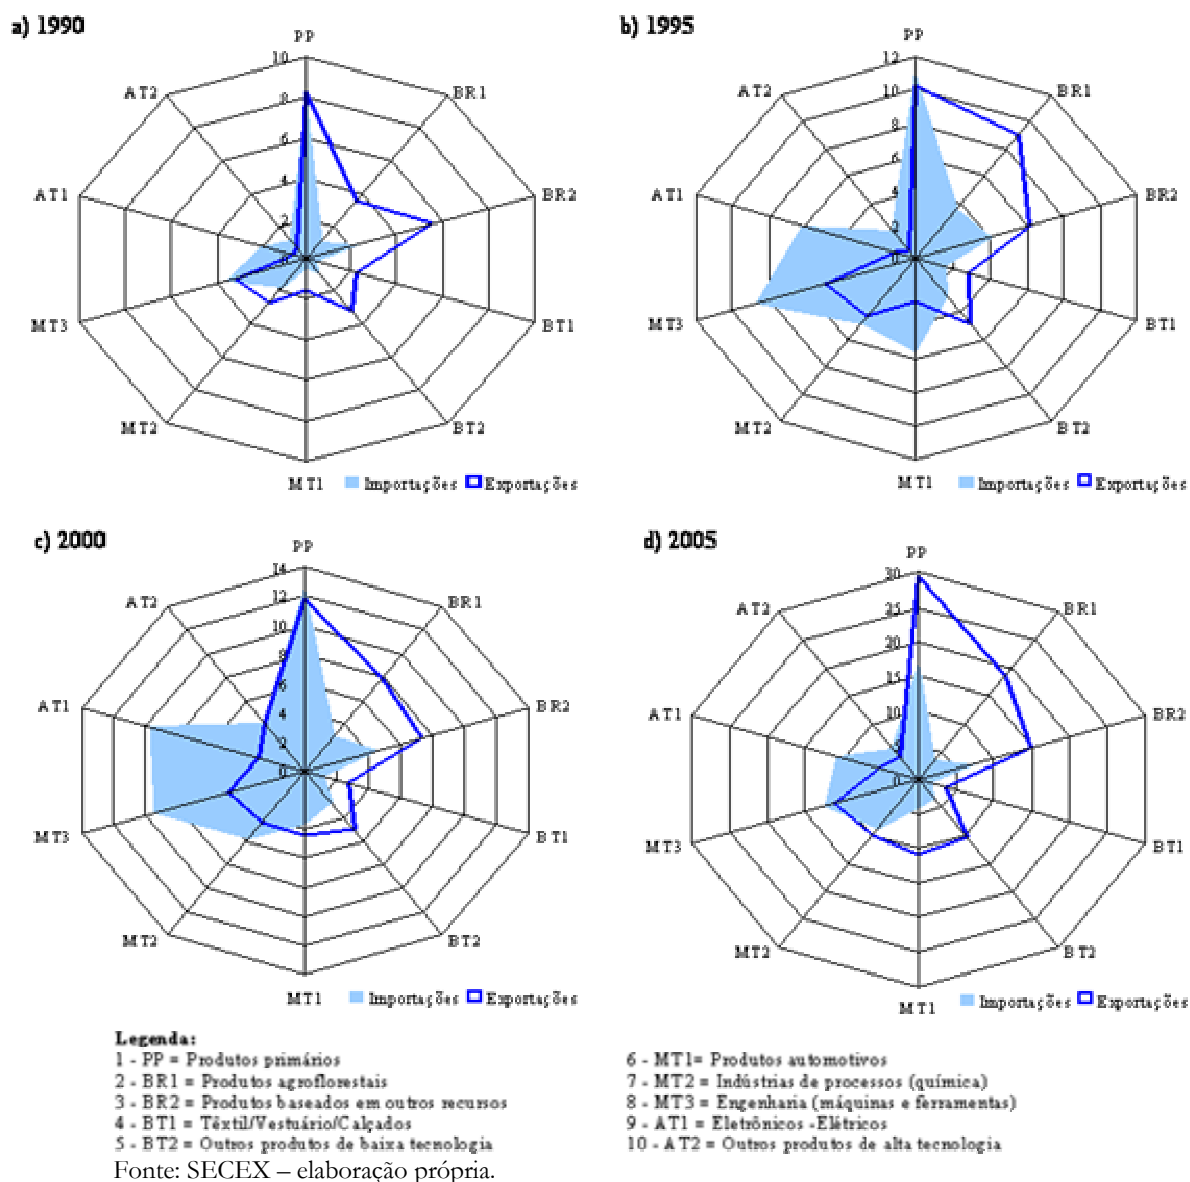 a) 1990
PP
10
8
6
4
2
0
AT2
BR1
AT1
BR2
MT3
BT1
MT2
BT2
MT1
Importações Exportações
b) 1995
PP
12
10
8
6
4
2
0
AT2
BR1
AT1
BR2
MT3
BT1
MT2
BT2
MT1
Importações Exportações
c) 2000
PP
14
12
10
8
6
4
2
0
AT2
BR1
AT1
BR2
MT3
BT1
MT2
BT2
MT1
Importações Exportações
d) 2005
PP
30
25
20
15
10
5
0
AT2
BR1
AT1
BR2
MT3
BT1
MT2
BT2
MT1
Importações Exportações
Legenda:
1 - PP = Produtos primários
2 - BR1 = Produtos agroflorestais
3 - BR2 = Produtos baseados em outros recursos
4 - BT1 = Têxtil/Vestuário/Calçados
5 - BT2 = Outros produtos de baixa tecnologia
6 - MT1= Produtos automotivos
7 - MT2 = Indústrias de processos (química)
8 - MT3 = Engenharia (máquinas e ferramentas)
9 - AT1 = Eletrônicos -Elétricos
10 - AT2 = Outros produtos de alta tecnologia
Fonte: SECEX – elaboração própria.